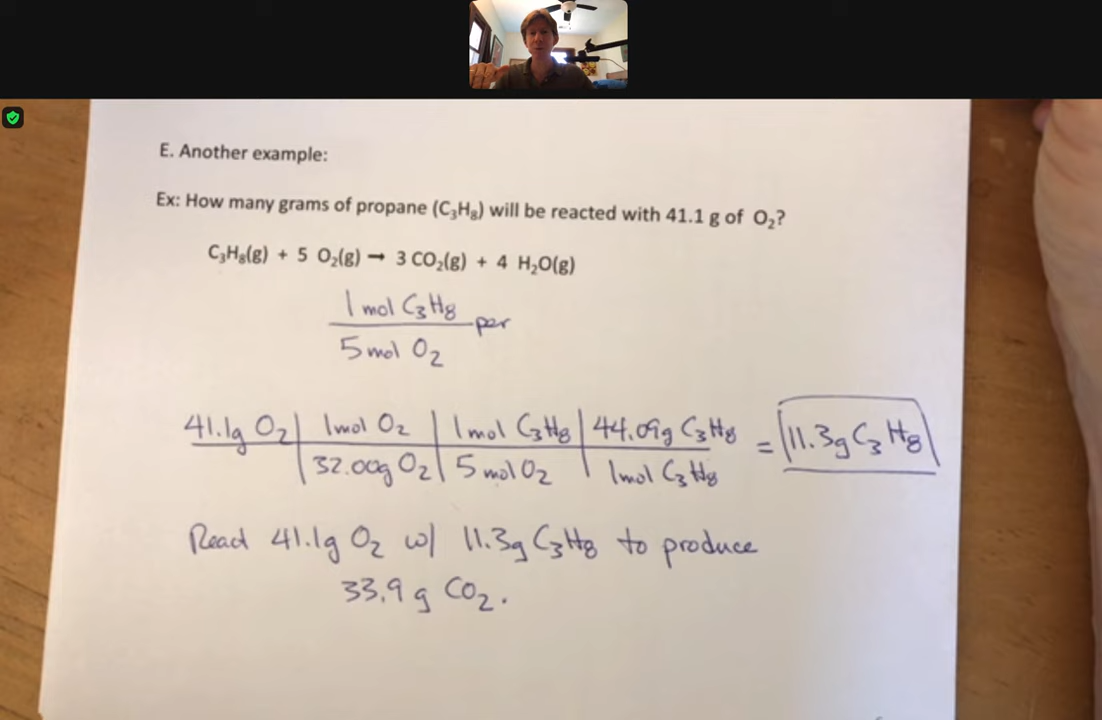 E. Another example:
Ex: How many grams of propane (C₃H₈) will be reacted with 41.1 g of O₂?
C₃H₈(g) + 5 O₂(g) → 3 CO₂(g) + 4 H₂O(g)
1 mol C₃H₈
per
5 mol O₂
41.1g O₂ | 1mol O₂ | 1mol C₃H₈ | 44.09g C₃H₈ = 11.3g C₃H₈
32.00g O₂ | 5 mol O₂ | 1mol C₃H₈
React 41.1g O₂ w/ 11.3g C₃H₈ to produce
33.9 g CO₂.